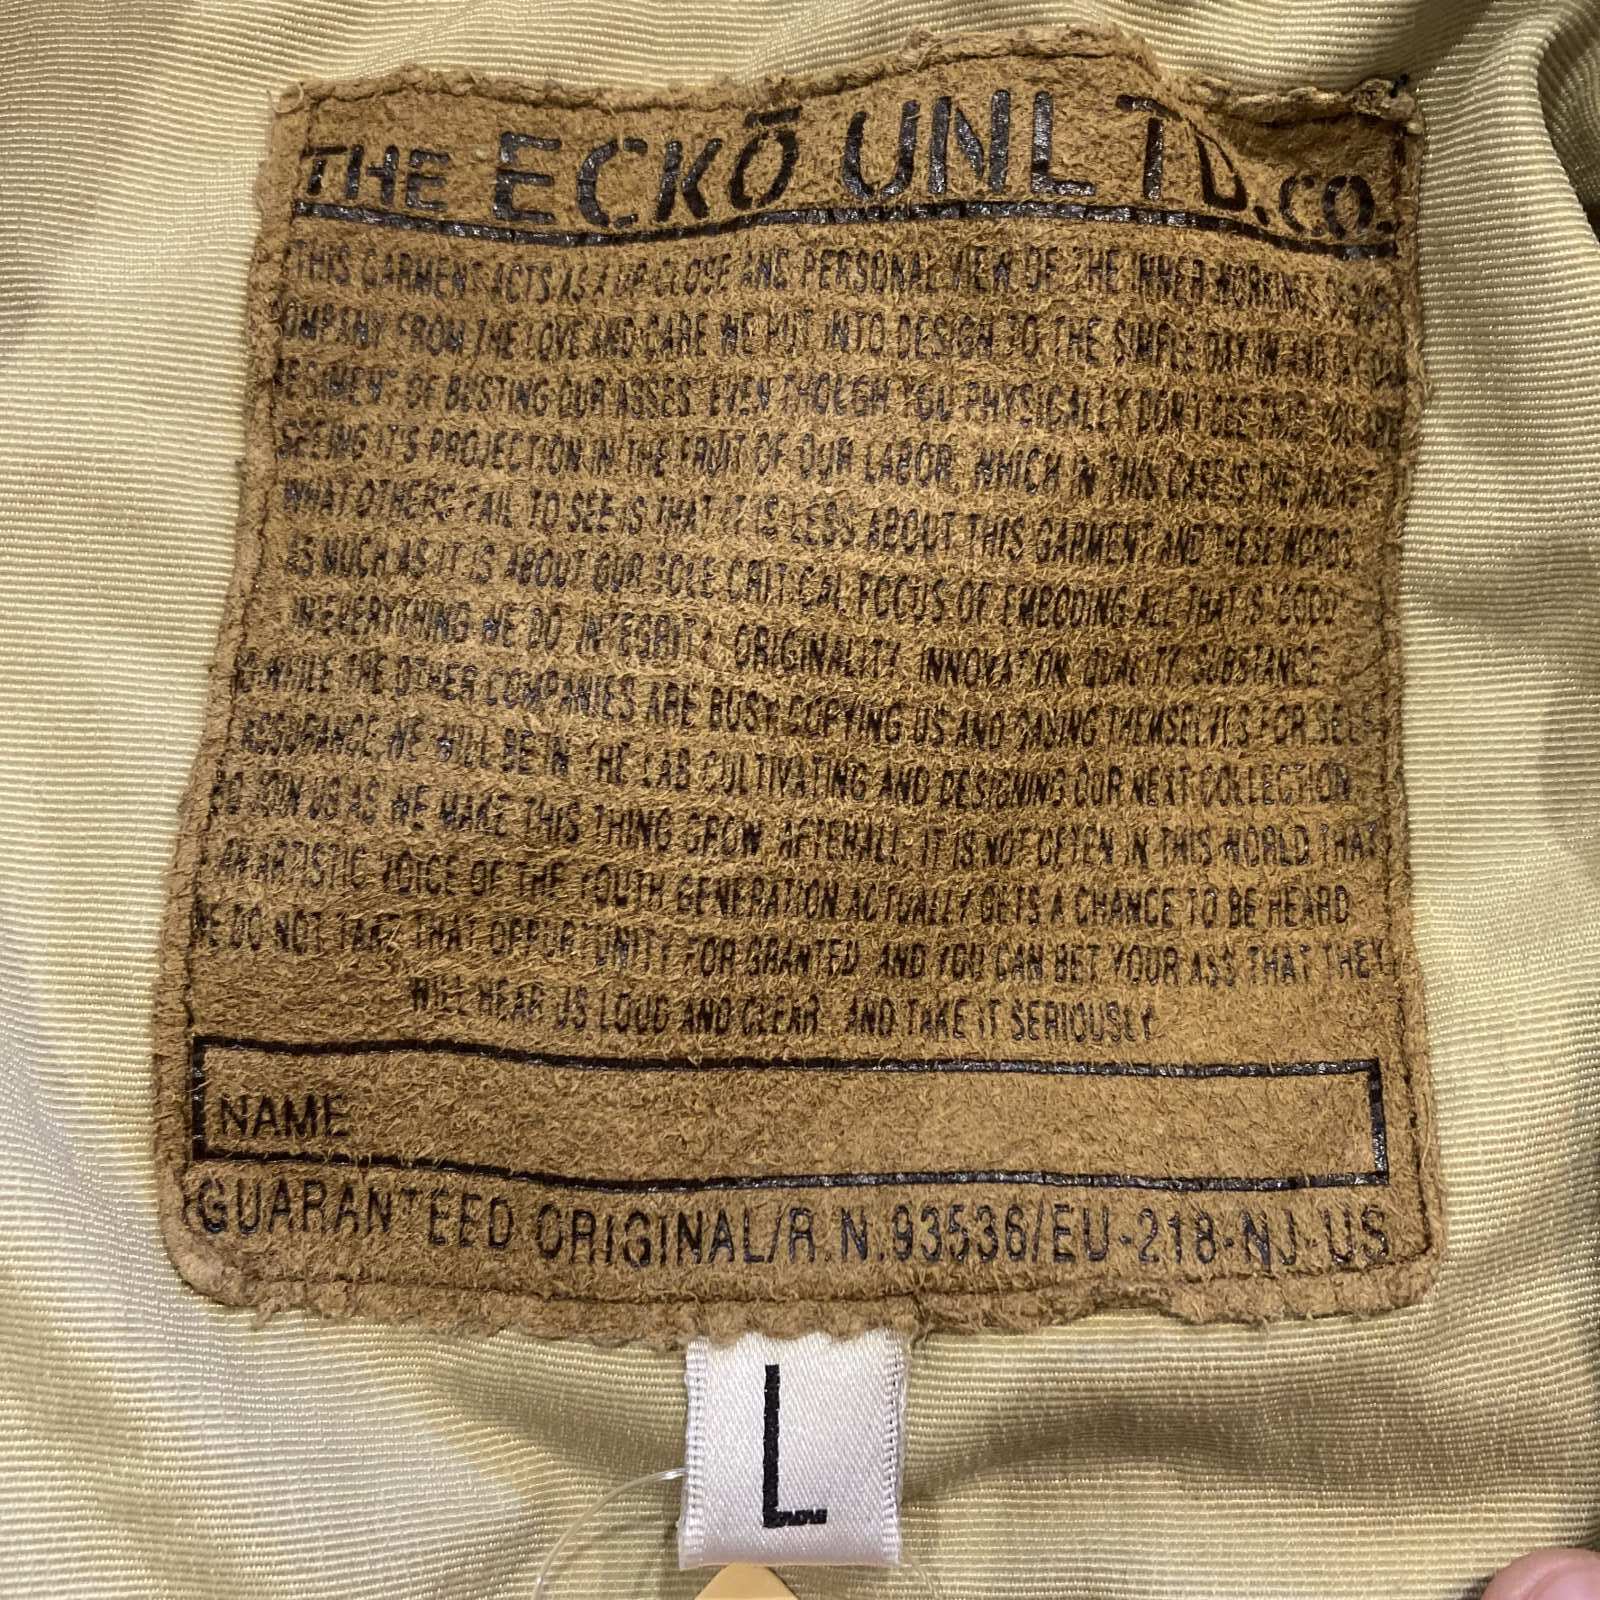 THE ECKŌ UNLTD.CO.
THIS GARMENT ACTS AS A UP CLOSE AND PERSONAL VIEW OF THE INNER WORKINGS
COMPANY FROM THE LOVE AND CARE WE PUT INTO DESIGN TO THE SIMPLE DAY IN AND
REGIMENT OF BUSTING OUR ASSES EVEN THOUGH YOU PHYSICALLY DON'T SEE THIS YOU ARE
SEEING IT'S PROJECTION IN THE FRUIT OF OUR LABOR, WHICH IN THIS CASE IS THE
WHAT OTHERS FAIL TO SEE IS THAT IT IS LESS ABOUT THIS GARMENT AND THESE WORDS
AS MUCH AS IT IS ABOUT OUR SOLE CRITICAL FOCUS OF EMBODING ALL THAT IS GOOD
IN EVERYTHING WE DO. INTEGRITY, ORIGINALITY, INNOVATION, QUALITY, SUBSTANCE.
SO WHILE THE OTHER COMPANIES ARE BUSY COPYING US AND THEMSELVES FOR SELF
ASSURANCE WE WILL BE IN THE LAB CULTIVATING AND DESIGNING OUR NEXT COLLECTION
SO JOIN US AS WE MAKE THIS THING GROW. AFTERALL, IT IS NOT OFTEN IN THIS WORLD THAT
AN ARTISTIC VOICE OF THE YOUTH GENERATION ACTUALLY GETS A CHANCE TO BE HEARD
WE DO NOT TAKE THAT OPPURTUNITY FOR GRANTED, AND YOU CAN BET YOUR ASS THAT THEY
WILL HEAR US LOUD AND CLEAR, AND TAKE IT SERIOUSLY
NAME
GUARANTEED ORIGINAL/R.N.93536/EU-218-NJ-US
L